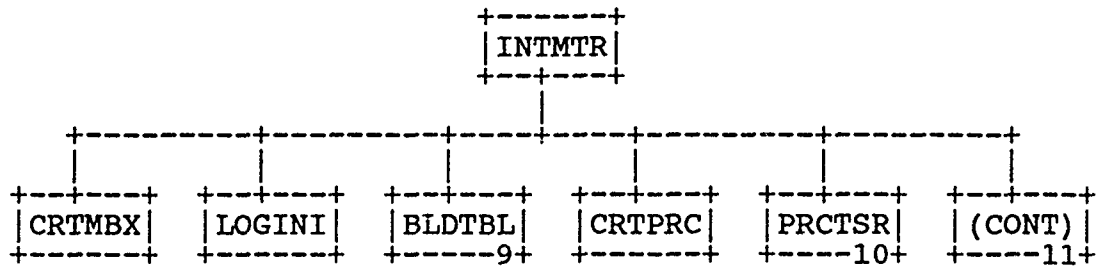 INTMTR
CRTMBX LOGINI BLDTBL CRTPRC PRCTSR (CONT)
9 10 11